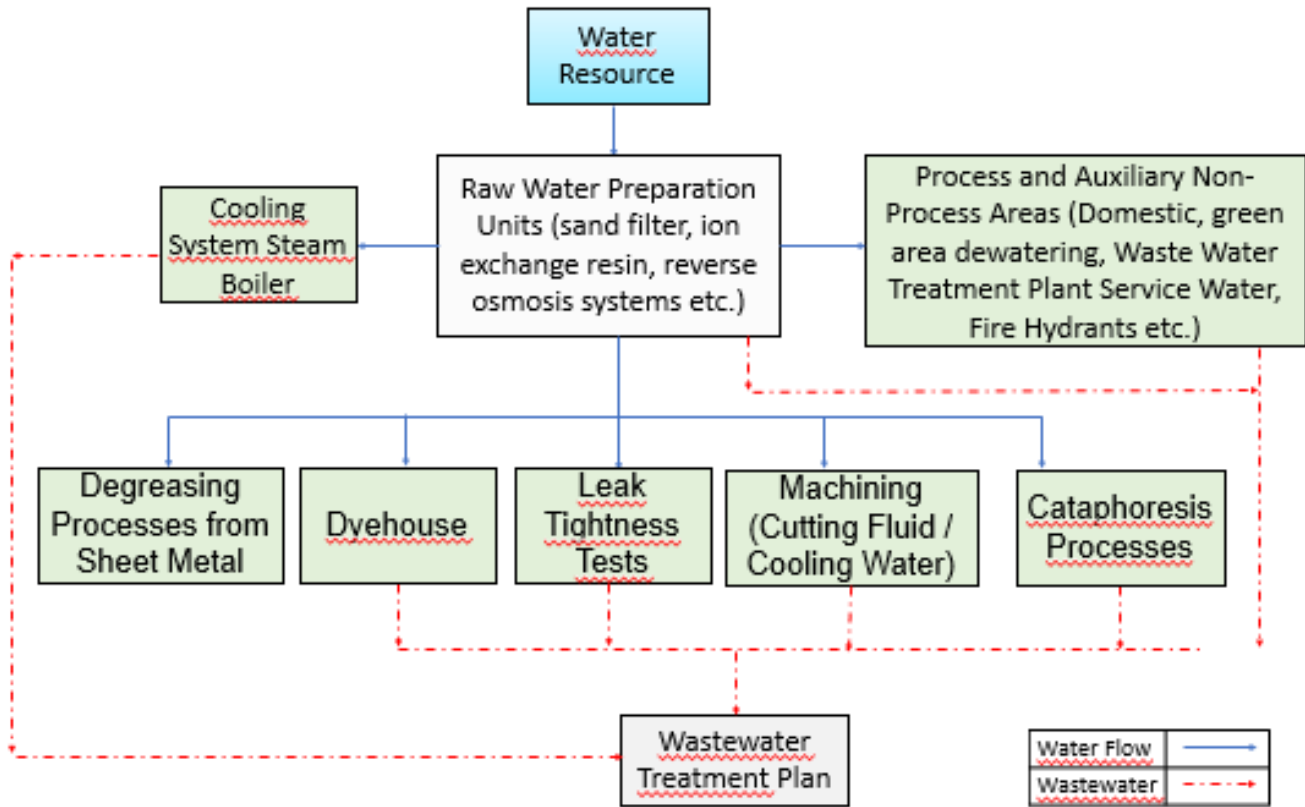 Water
Resource
Raw Water Preparation
Units (sand filter, ion
exchange resin, reverse
osmosis systems etc.)
Cooling
System Steam
Boiler
Process and Auxiliary Non-
Process Areas (Domestic, green
area dewatering, Waste Water
Treatment Plant Service Water,
Fire Hydrants etc.)
Degreasing
Processes from
Sheet Metal
Dyehouse
Leak
Tightness
Tests
Machining
(Cutting Fluid /
Cooling Water)
Cataphoresis
Processes
Wastewater
Treatment Plan
Water Flow
Wastewater